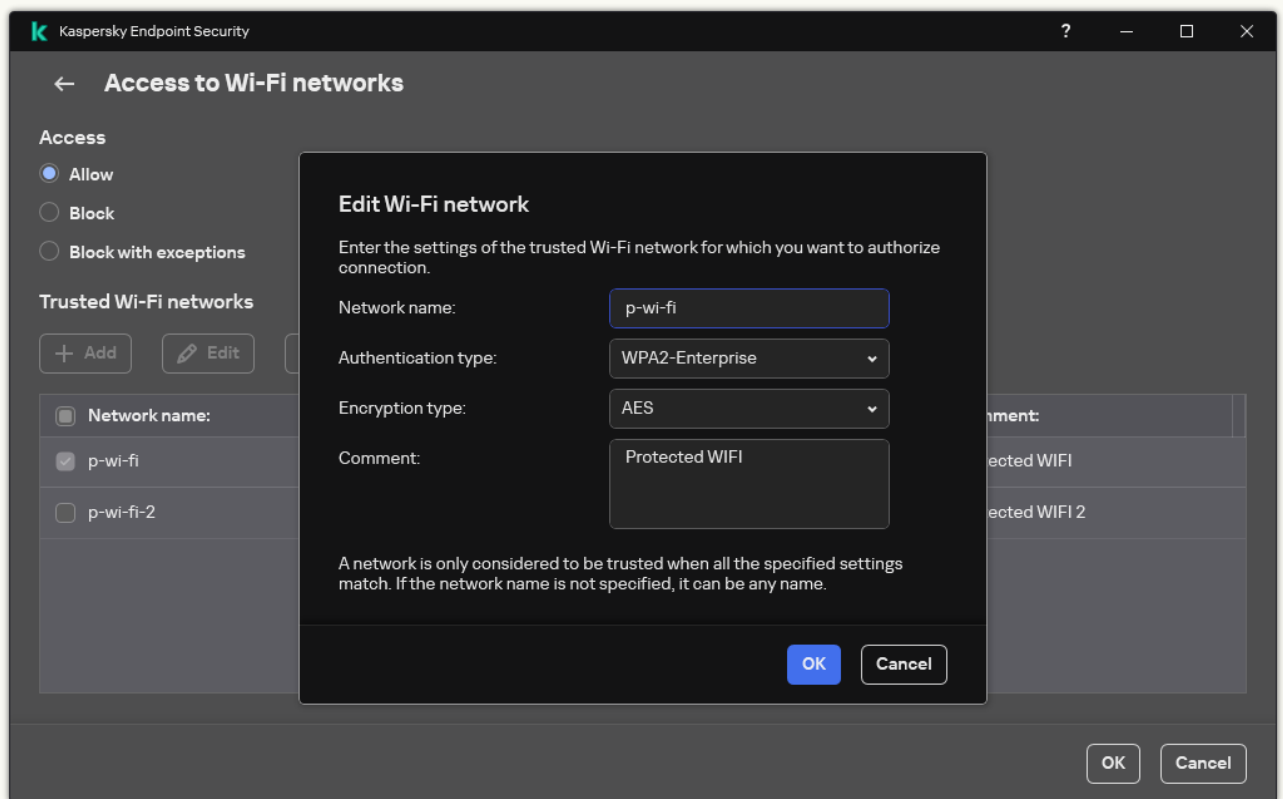 Kaspersky Endpoint Security
?
Access to Wi-Fi networks
Access
Allow
Block
Block with exceptions
Trusted Wi-Fi networks
Add
Edit
Network name:
p-wi-fi
p-wi-fi-2
mment:
ected WIFI
ected WIFI 2
Edit Wi-Fi network
Enter the settings of the trusted Wi-Fi network for which you want to authorize
connection.
Network name:
p-wi-fi
Authentication type:
WPA2-Enterprise
Encryption type:
AES
Comment:
Protected WIFI
A network is only considered to be trusted when all the specified settings
match. If the network name is not specified, it can be any name.
OK
Cancel
OK
Cancel